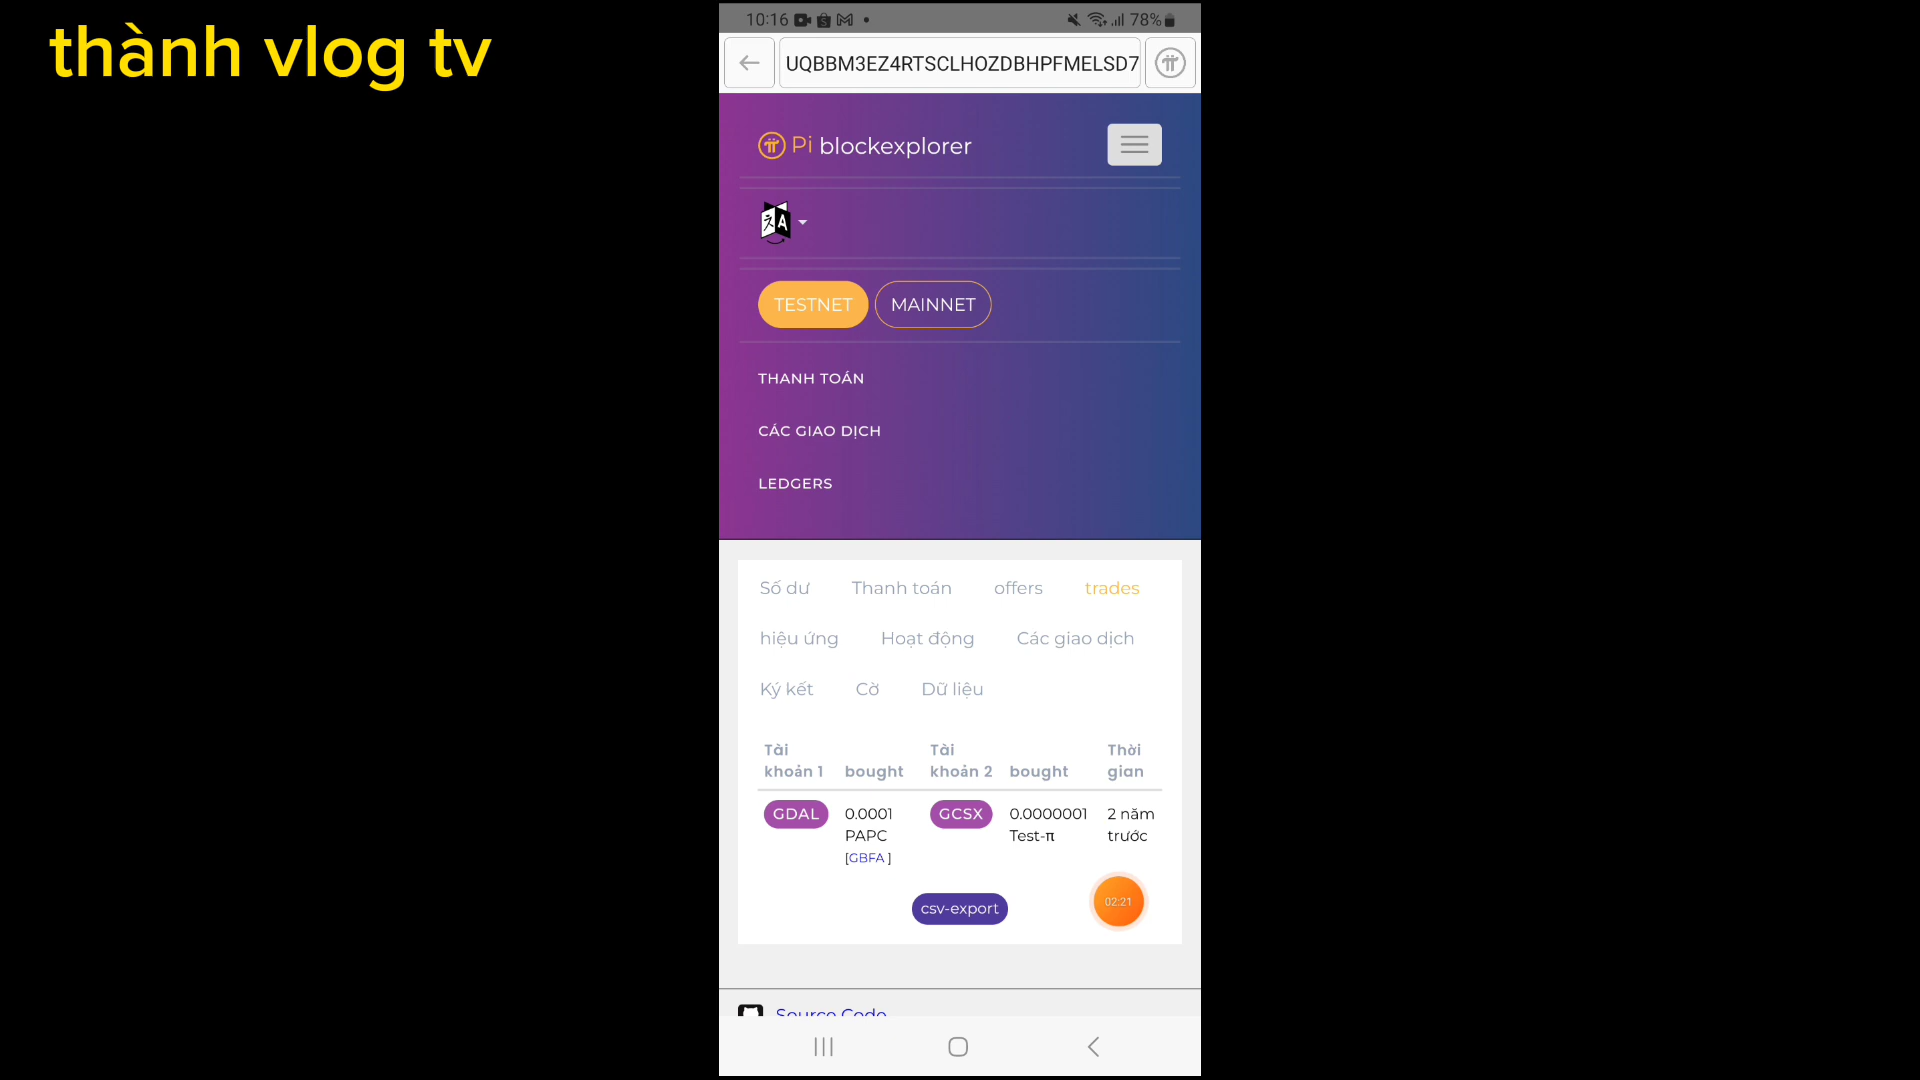 thành vlog tv
10:16
78%
UQBBM3EZ4RTSCLHOZDBHPFMELSD7
Pi blockexplorer
TESTNET MAINNET
THANH TOÁN
CÁC GIAO DỊCH
LEDGERS
Số dư Thanh toán offers trades
hiệu ứng Hoạt động Các giao dịch
Ký kết Cờ Dữ liệu
Tài khoản 1 bought Tài khoản 2 bought Thời gian
GDAL 0.0001 GCSX 0.0000001 2 năm
PAPC Test-π trước
[GBFA ]
csv-export
02:21
Source Code